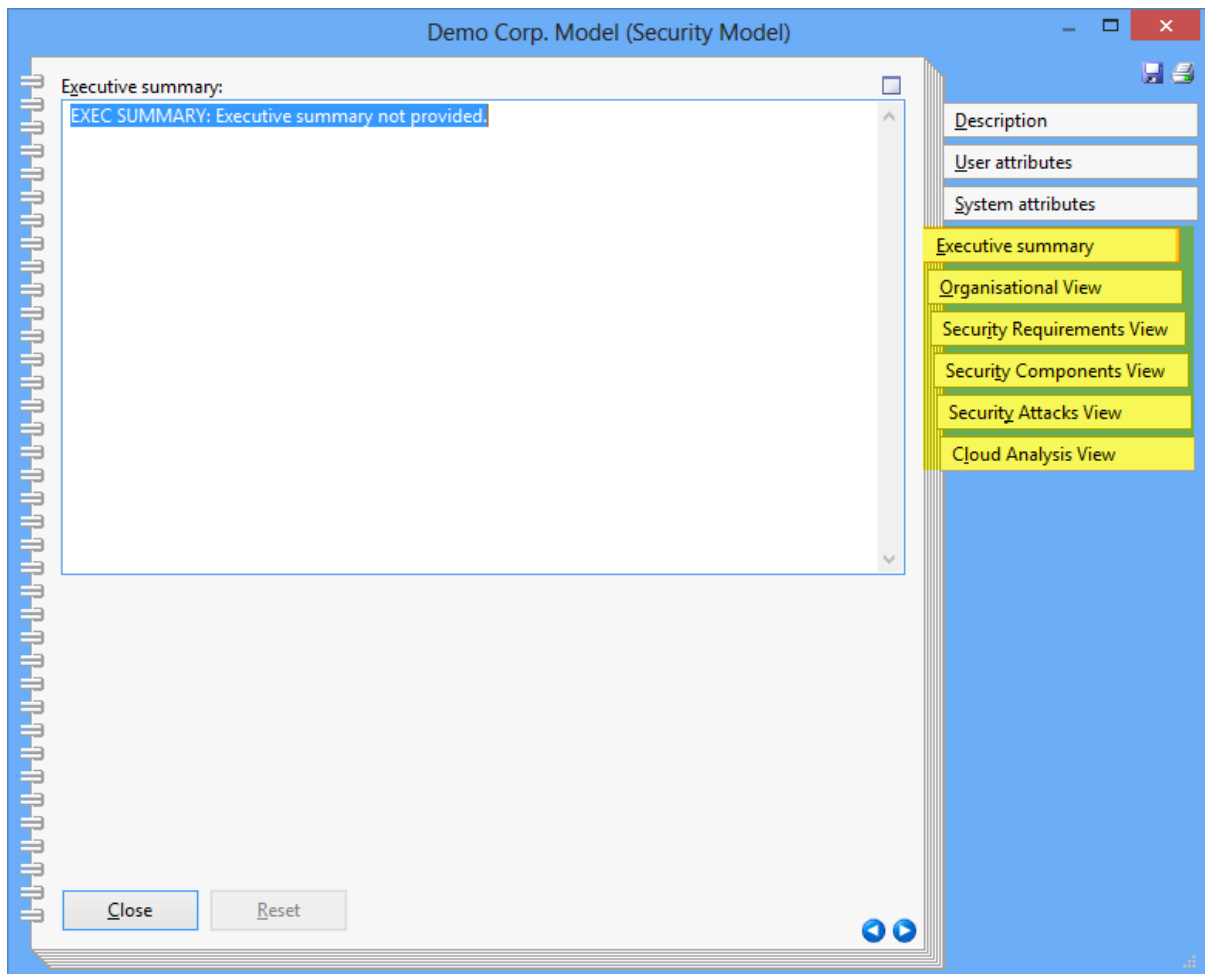 Demo Corp. Model (Security Model)
Executive summary:
EXEC SUMMARY: Executive summary not provided.
Description
User attributes
System attributes
Executive summary
Organisational View
Security Requirements View
Security Components View
Security Attacks View
Cloud Analysis View
Close
Reset